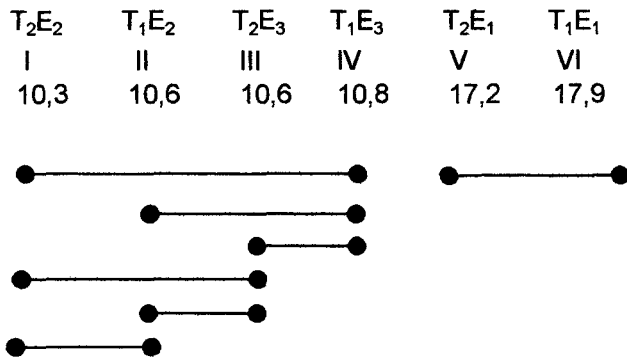 T₂E₂ T₁E₂ T₂E₃ T₁E₃ T₂E₁ T₁E₁
I II III IV V VI
10,3 10,6 10,6 10,8 17,2 17,9